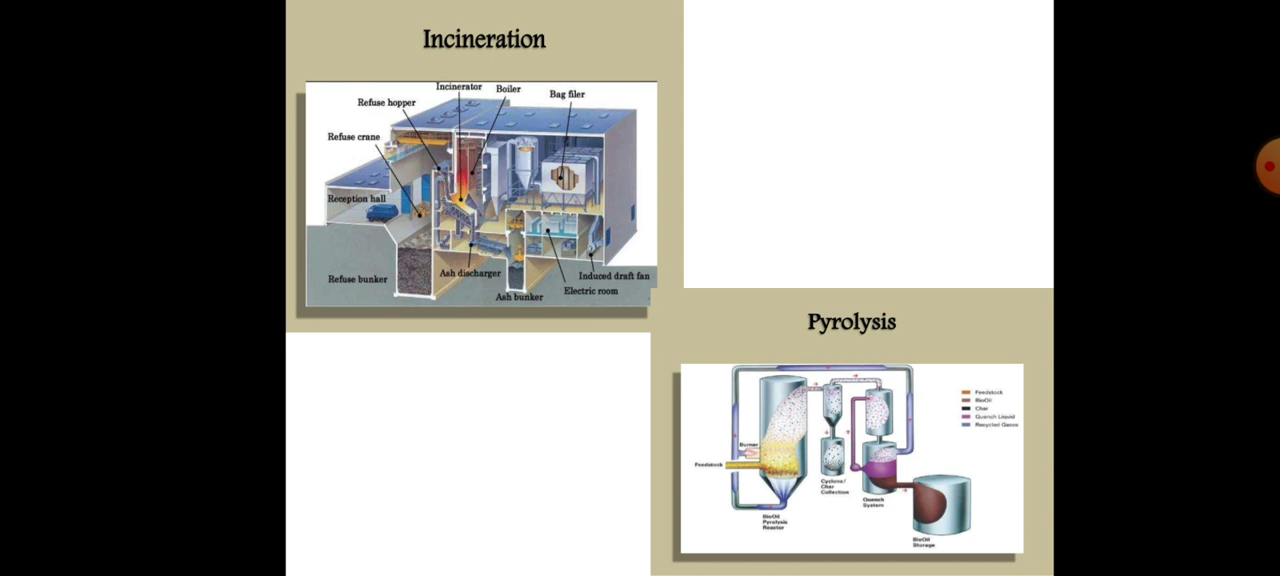 Incineration
Incinerator
Boiler
Bag filer
Refuse hopper
Refuse crane
Reception hall
Refuse bunker
Ash discharger
Ash bunker
Induced draft fan
Electric room
Pyrolysis
Feedstock
BioOil
Char
Quench Liquid
Recycled Gases
Burner
Feedstock
Cyclone/
Char
Collection
Quench
System
BioOil
Pyrolysis
Reactor
BioOil
Storage